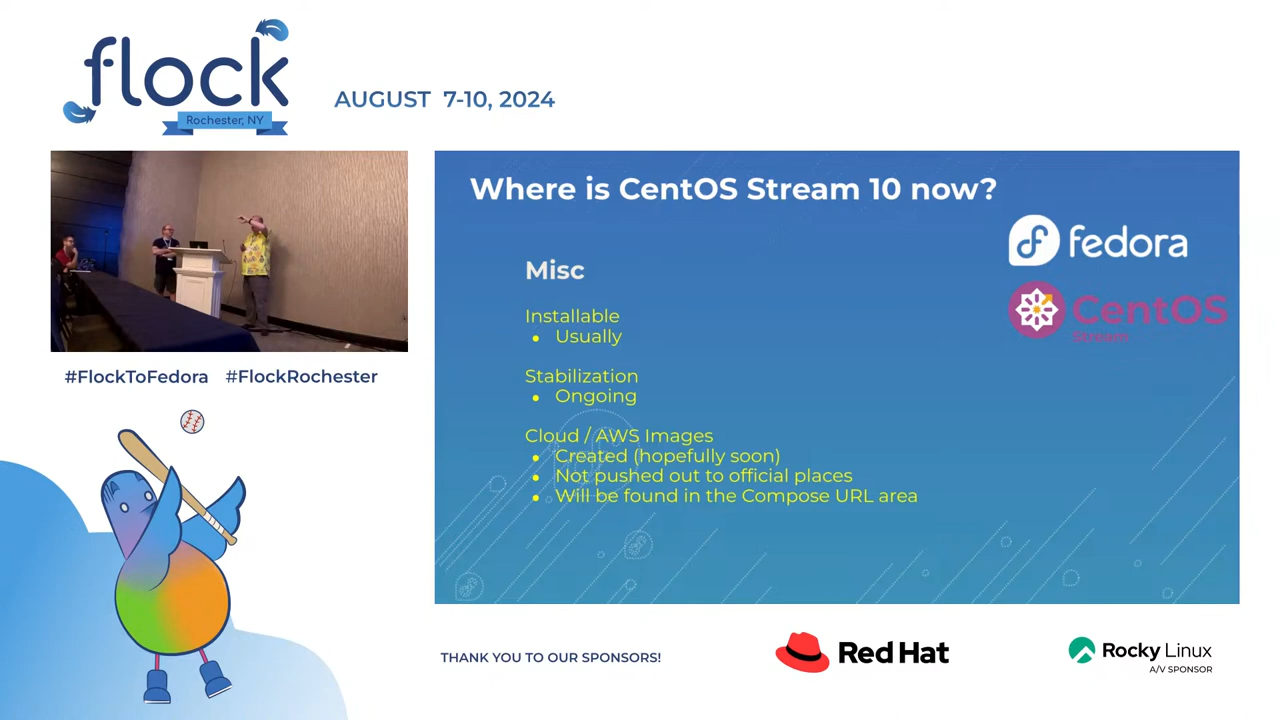 flock
Rochester, NY
AUGUST 7-10, 2024
Where is CentOS Stream 10 now?
fedora
CentOS
Stream
Misc
Installable
• Usually
Stabilization
• Ongoing
Cloud / AWS Images
• Created (hopefully soon)
• Not pushed out to official places
• Will be found in the Compose URL area
#FlockToFedora #FlockRochester
THANK YOU TO OUR SPONSORS!
Red Hat
Rocky Linux
A/V SPONSOR